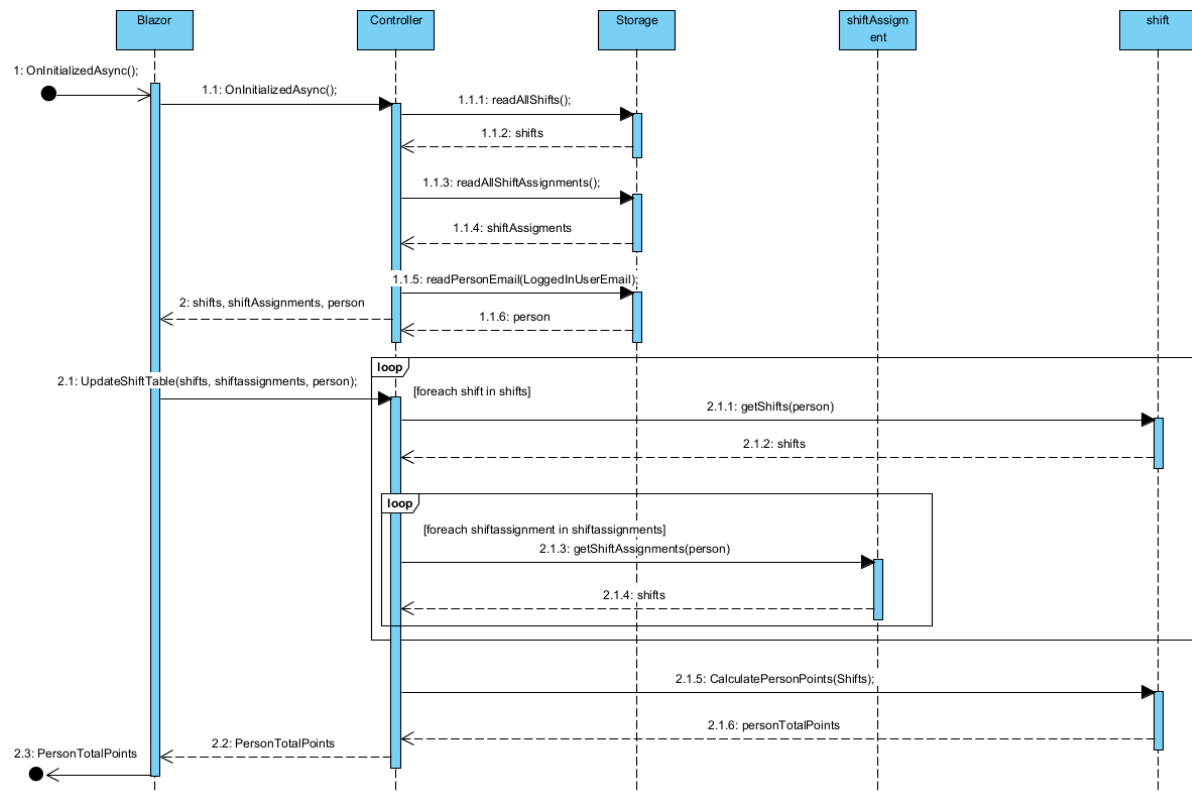 Blazor
Controller
Storage
shiftAssigm
ent
shift
1: OnInitializedAsync();
1.1: OnInitializedAsync();
1.1.1: readAllShifts();
1.1.2: shifts
1.1.3: readAllShiftAssignments();
1.1.4: shiftAssigments
1.1.5: readPersonEmail(LoggedInUserEmail);
2: shifts, shiftAssignments, person
1.1.6: person
loop
2.1: UpdateShiftTable(shifts, shiftassignments, person);
[foreach shift in shifts]
2.1.1: getShifts(person)
2.1.2: shifts
loop
[foreach shiftassignment in shiftassignments]
2.1.3: getShiftAssignments(person)
2.1.4: shifts
2.1.5: CalculatePersonPoints(Shifts);
2.1.6: personTotalPoints
2.2: PersonTotalPoints
2.3: PersonTotalPoints